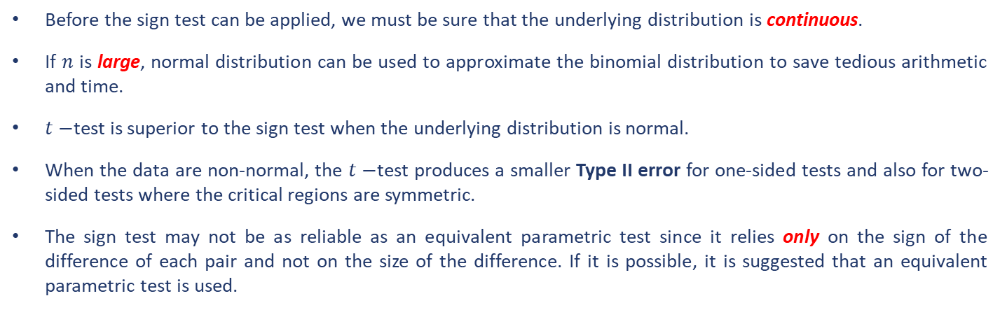 • Before the sign test can be applied, we must be sure that the underlying distribution is continuous.
• If n is large, normal distribution can be used to approximate the binomial distribution to save tedious arithmetic
and time.
• t −test is superior to the sign test when the underlying distribution is normal.
• When the data are non-normal, the t −test produces a smaller Type II error for one-sided tests and also for two-
sided tests where the critical regions are symmetric.
• The sign test may not be as reliable as an equivalent parametric test since it relies only on the sign of the
difference of each pair and not on the size of the difference. If it is possible, it is suggested that an equivalent
parametric test is used.